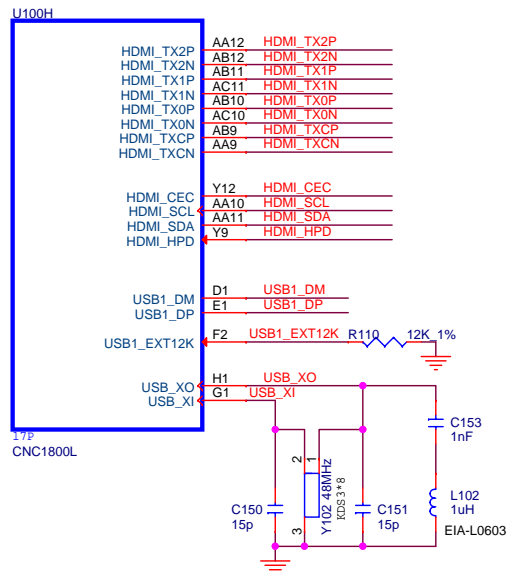 U100H
HDMI_TX2P AA12 HDMI_TX2P
HDMI_TX2N AB12 HDMI_TX2N
HDMI_TX1P AB11 HDMI_TX1P
HDMI_TX1N AC11 HDMI_TX1N
HDMI_TX0P AB10 HDMI_TX0P
HDMI_TX0N AC10 HDMI_TX0N
HDMI_TXCP AB9 HDMI_TXCP
HDMI_TXCN AA9 HDMI_TXCN
HDMI_CEC Y12 HDMI_CEC
HDMI_SCL AA10 HDMI_SCL
HDMI_SDA AA11 HDMI_SDA
HDMI_HPD Y9 HDMI_HPD
USB1_DM D1 USB1_DM
USB1_DP E1 USB1_DP
USB1_EXT12K F2 USB1_EXT12K R110 12K_1%
USB_XO H1 USB_XO
USB_XI G1 USB_XI
17P
CNC1800L
C153
1nF
2 1
Y102 48MHz
KDS 3*8
3
C150
15p
C151
15p
L102
1uH
EIA-L0603